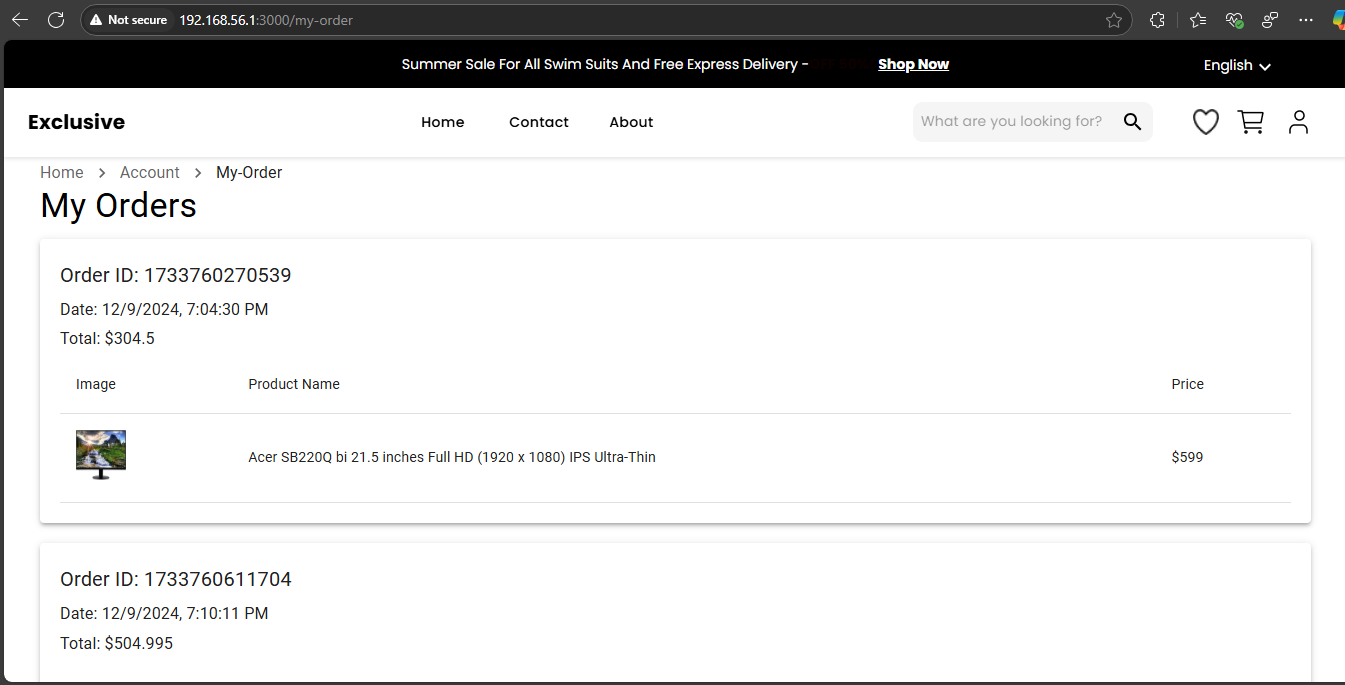 Not secure 192.168.56.1:3000/my-order
Summer Sale For All Swim Suits And Free Express Delivery - Shop Now English
Exclusive Home Contact About What are you looking for?
Home > Account > My-Order
My Orders
Order ID: 1733760270539
Date: 12/9/2024, 7:04:30 PM
Total: $304.5
Image Product Name Price
Acer SB220Q bi 21.5 inches Full HD (1920 x 1080) IPS Ultra-Thin $599
Order ID: 1733760611704
Date: 12/9/2024, 7:10:11 PM
Total: $504.995